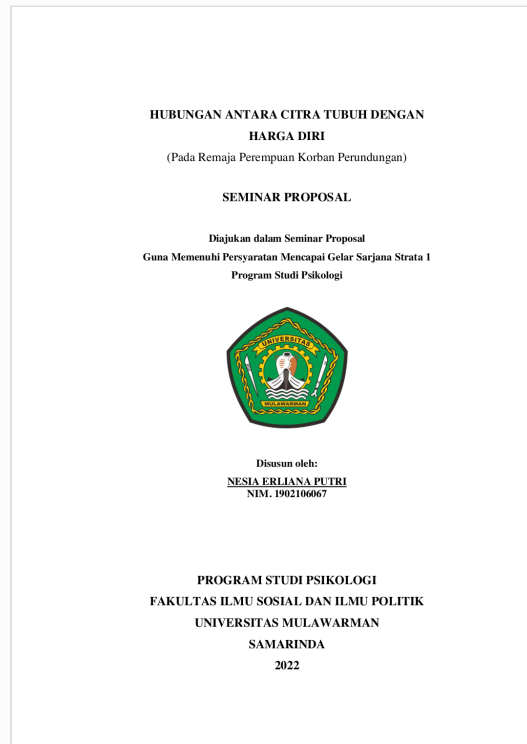 HUBUNGAN ANTARA CITRA TUBUH DENGAN
HARGA DIRI
(Pada Remaja Perempuan Korban Perundungan)
SEMINAR PROPOSAL
Diajukan dalam Seminar Proposal
Guna Memenuhi Persyaratan Mencapai Gelar Sarjana Strata 1
Program Studi Psikologi
UNIVERSITAS
MULAWARMAN
Disusun oleh:
NESIA ERLIANA PUTRI
NIM. 1902106067
PROGRAM STUDI PSIKOLOGI
FAKULTAS ILMU SOSIAL DAN ILMU POLITIK
UNIVERSITAS MULAWARMAN
SAMARINDA
2022